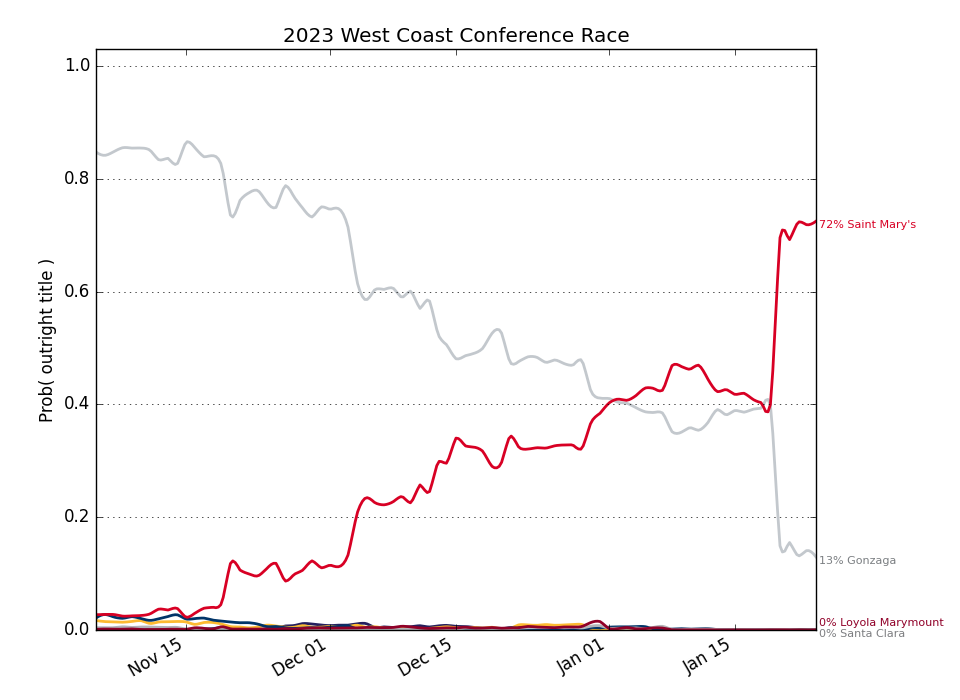 2023 West Coast Conference Race
Prob( outright title )
1.0
0.8
0.6
0.4
0.2
0.0
Nov 15
Dec 01
Dec 15
Jan 01
Jan 15
72% Saint Mary's
13% Gonzaga
0% Loyola Marymount
0% Santa Clara